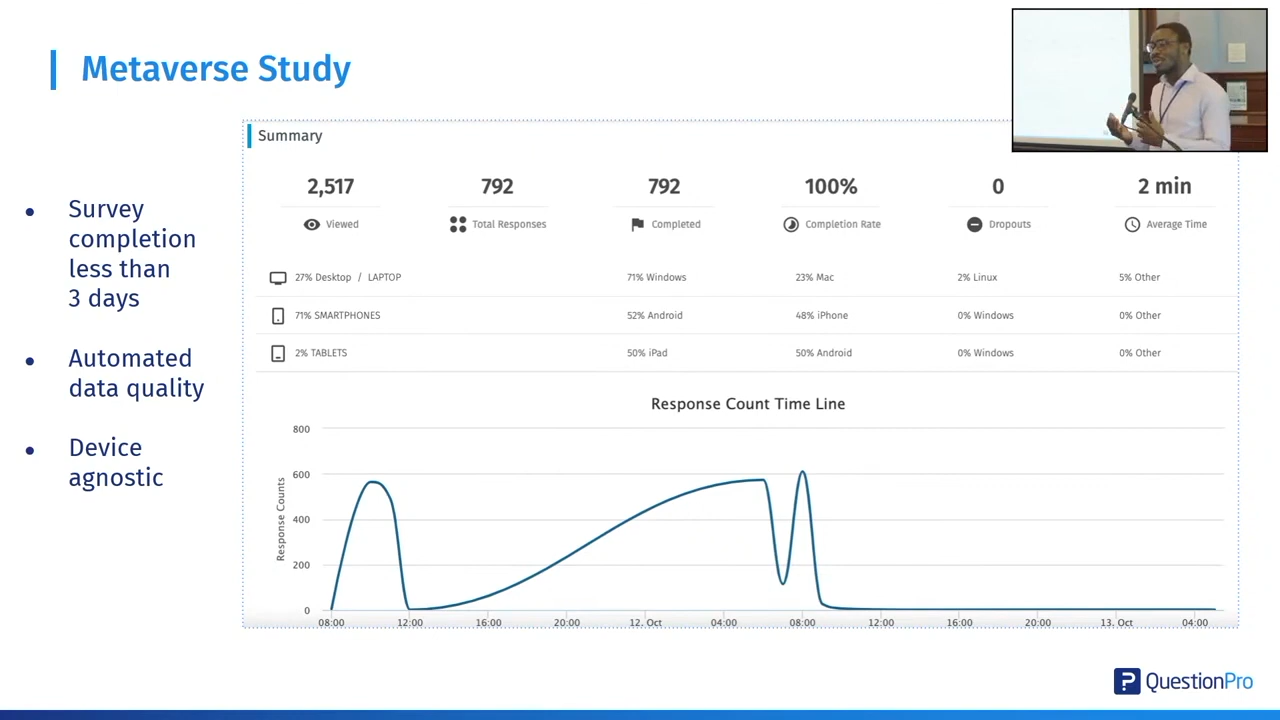 Metaverse Study
Survey
completion
less than
3 days
Automated
data quality
Device
agnostic
Summary
2,517 792 792 100% 0 2 min
Viewed Total Responses Completed Completion Rate Dropouts Average Time
27% Desktop / LAPTOP 71% Windows 23% Mac 2% Linux 5% Other
71% SMARTPHONES 52% Android 48% iPhone 0% Windows 0% Other
2% TABLETS 50% iPad 50% Android 0% Windows 0% Other
Response Count Time Line
Response Counts
800
600
400
200
0
08:00 12:00 16:00 20:00 12. Oct 04:00 08:00 12:00 16:00 20:00 13. Oct 04:00
QuestionPro